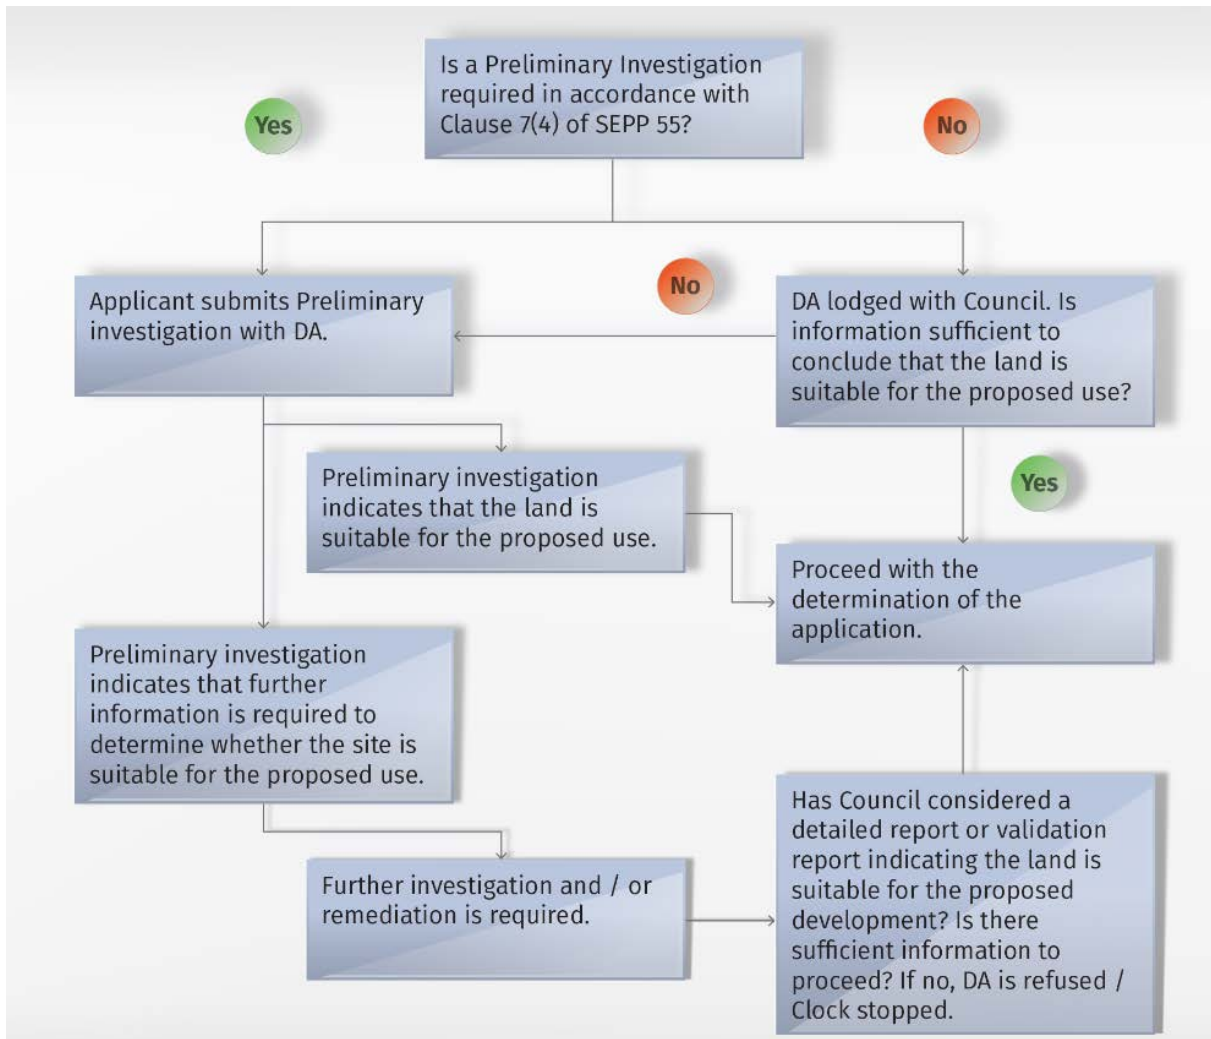 Is a Preliminary Investigation
required in accordance with
Clause 7(4) of SEPP 55?
Yes
No
Applicant submits Preliminary
investigation with DA.
No
DA lodged with Council. Is
information sufficient to
conclude that the land is
suitable for the proposed use?
Preliminary investigation
indicates that the land is
suitable for the proposed use.
Yes
Proceed with the
determination of the
application.
Preliminary investigation
indicates that further
information is required to
determine whether the site is
suitable for the proposed use.
Further investigation and / or
remediation is required.
Has Council considered a
detailed report or validation
report indicating the land is
suitable for the proposed
development? Is there
sufficient information to
proceed? If no, DA is refused /
Clock stopped.